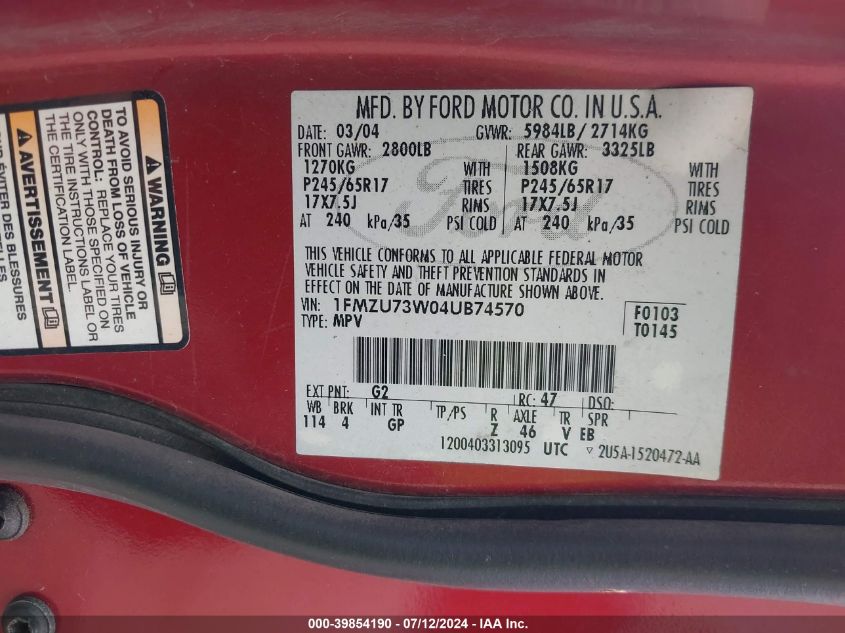 PRÉVENIR DES BLESSURES
AVERTISSEMENT
TO AVOID SERIOUS INJURY OR
DEATH FROM LOSS OF VEHICLE
CONTROL: REPLACE YOUR TIRES
ONLY WITH THOSE SPECIFIED ON
THE TIRE INSTRUCTIONS LABEL OR
THE CERTIFICATION LABEL.
WARNING
MFD. BY FORD MOTOR CO. IN U.S.A.
DATE: 03/04 GVWR: 5984LB/ 2714KG
FRONT GAWR: 2800LB REAR GAWR: 3325LB
1270KG WITH 1508KG WITH
P245/65R17 TIRES P245/65R17 TIRES
17X7.5J RIMS 17X7.5J RIMS
AT 240 kPa/35 PSI COLD AT 240 kPa/35 PSI COLD
Ford
THIS VEHICLE CONFORMS TO ALL APPLICABLE FEDERAL MOTOR
VEHICLE SAFETY AND THEFT PREVENTION STANDARDS IN
EFFECT ON THE DATE OF MANUFACTURE SHOWN ABOVE.
VIN: 1FMZU73W04UB74570
TYPE: MPV
F0103
T0145
EXT PNT: G2 RC: 47 DSO:
WB BRK INT TR TP/PS R AXLE TR SPR
114 4 GP Z 46 V EB
1200403313095 UTC ▽ 2U5A-1520472-AA
000-39854190 - 07/12/2024 - IAA Inc.